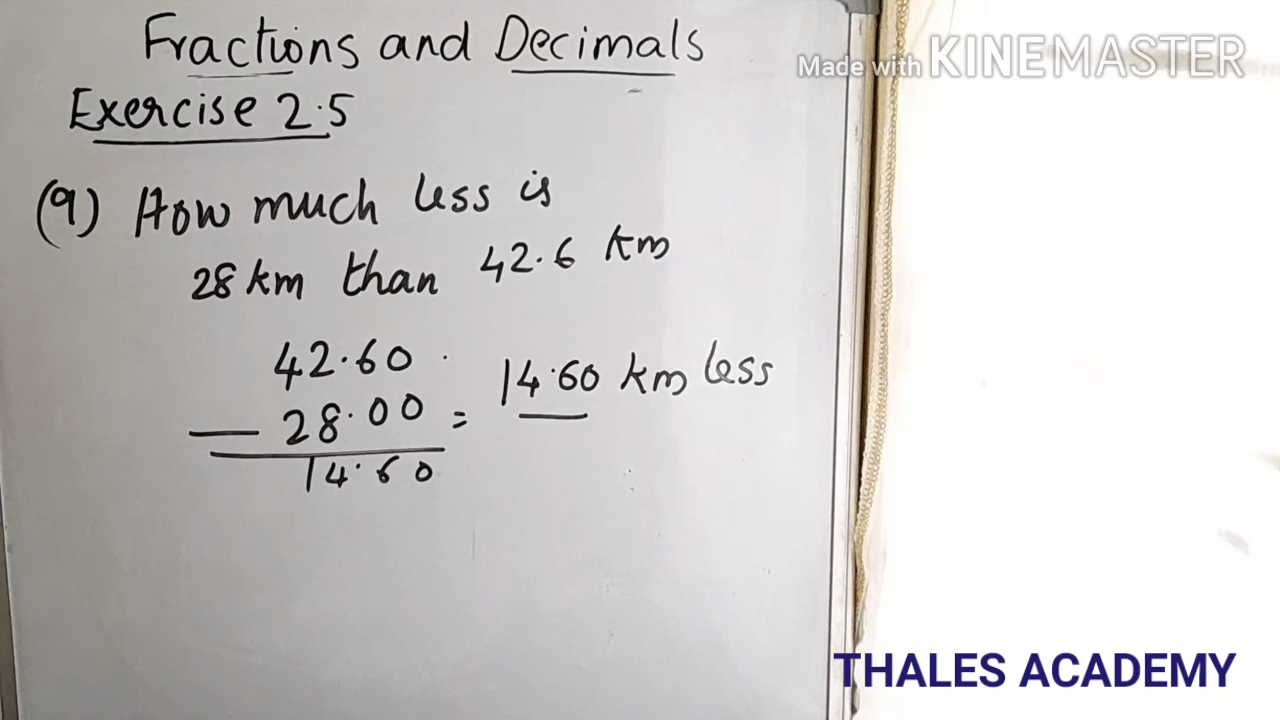 Fractions and Decimals
Made with KINEMASTER
Exercise 2.5
(9) How much less is
28 km than 42.6 km
42.60
— 28.00 = 14.60 km less
14.60
THALES ACADEMY